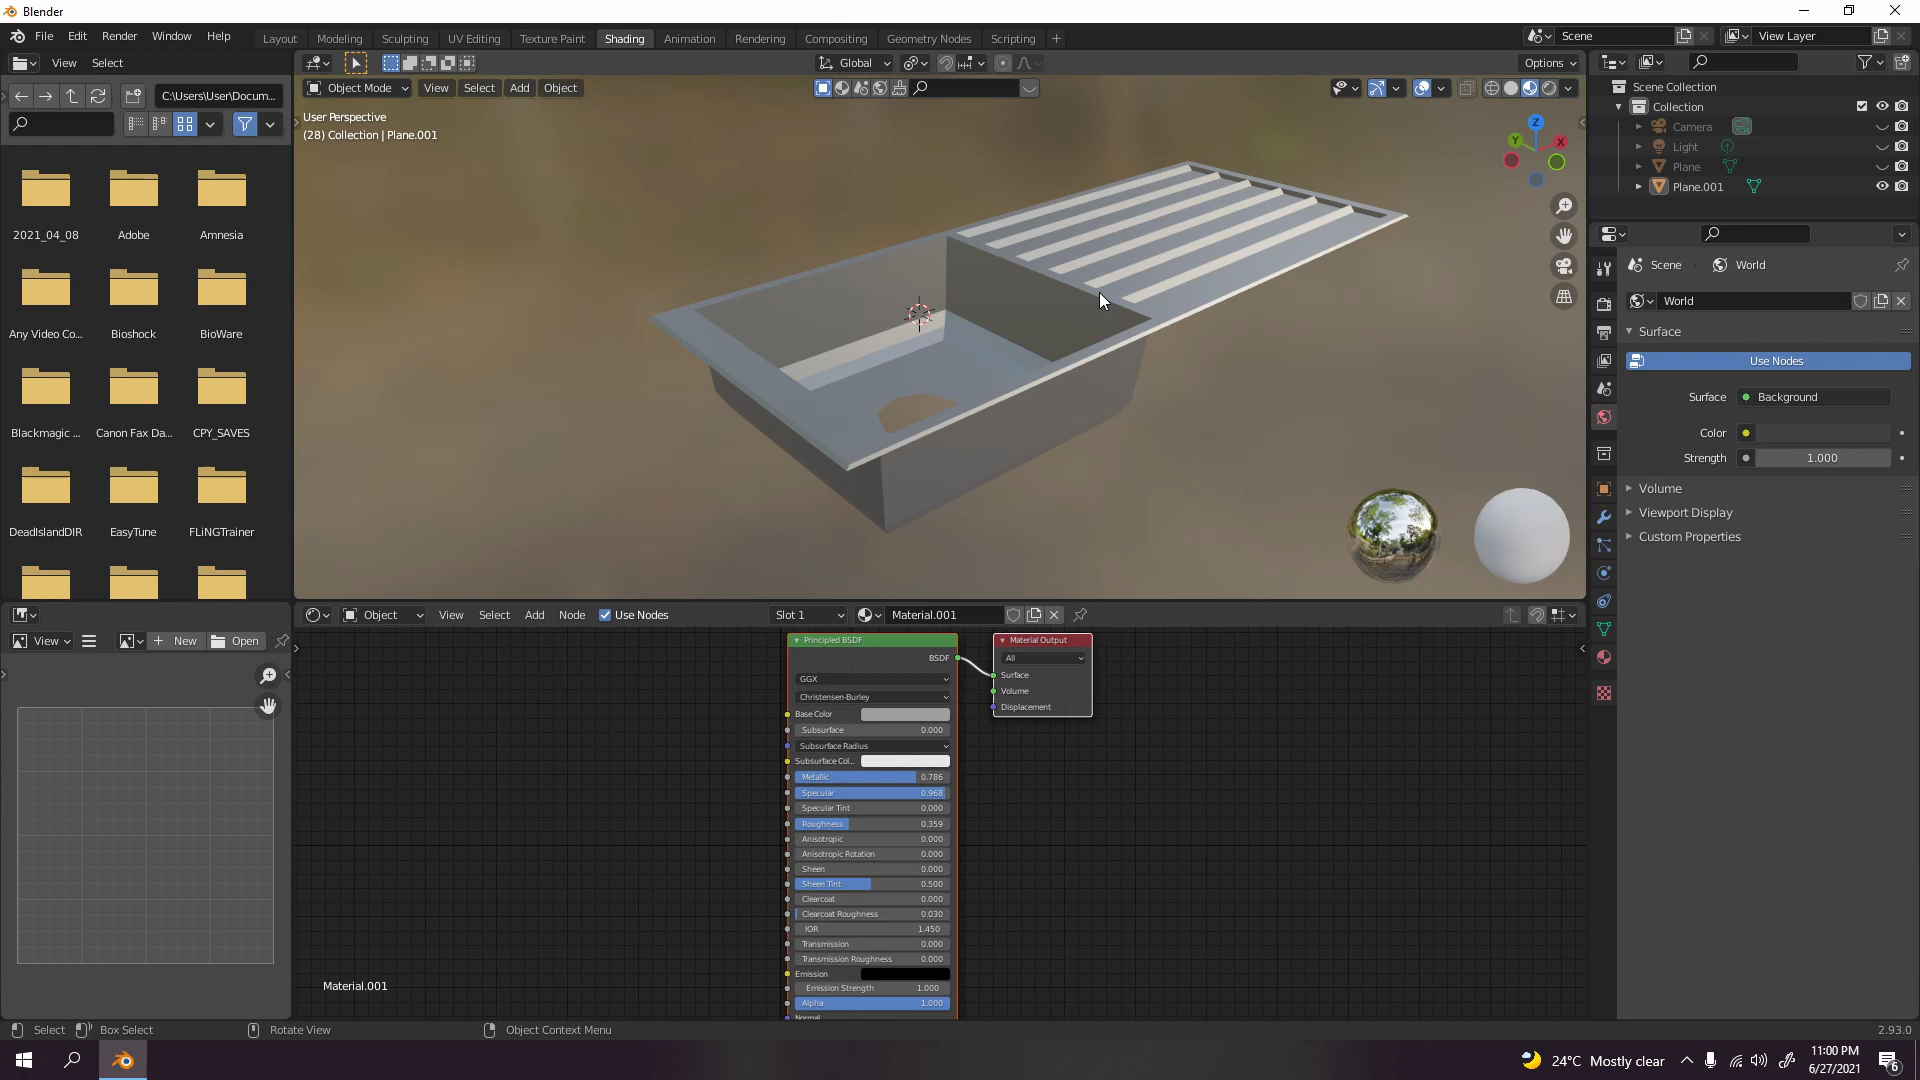 Blender
File Edit Render Window Help
Layout Modeling Sculpting UV Editing Texture Paint Shading Animation Rendering Compositing Geometry Nodes Scripting
Scene
View Layer
View Select
Global
Options
C:\Users\User\Docum...
Object Mode View Select Add Object
User Perspective
(28) Collection | Plane.001
Z
Y
X
Scene Collection
Collection
Camera
Light
Plane
Plane.001
2021_04_08 Adobe Amnesia
Any Video Co... Bioshock BioWare
Blackmagic ... Canon Fax Da... CPY_SAVES
DeadIslandDIR EasyTune FLiNGTrainer
Scene
World
World
Surface
Use Nodes
Surface Background
Color
Strength 1.000
Volume
Viewport Display
Custom Properties
View New Open
Object View Select Add Node Use Nodes Slot 1 Material.001
Principled BSDF
BSDF
GGX
Christensen-Burley
Base Color
Subsurface 0.000
Subsurface Radius
Subsurface Col...
Metallic 0.786
Specular 0.968
Specular Tint 0.000
Roughness 0.359
Anisotropic 0.000
Anisotropic Rotation 0.000
Sheen 0.000
Sheen Tint 0.500
Clearcoat 0.000
Clearcoat Roughness 0.030
IOR 1.450
Transmission 0.000
Transmission Roughness 0.000
Emission
Emission Strength 1.000
Alpha 1.000
Normal
Material Output
All
Surface
Volume
Displacement
Material.001
Select Box Select Rotate View Object Context Menu
2.93.0
24°C Mostly clear
11:00 PM
6/27/2021
6